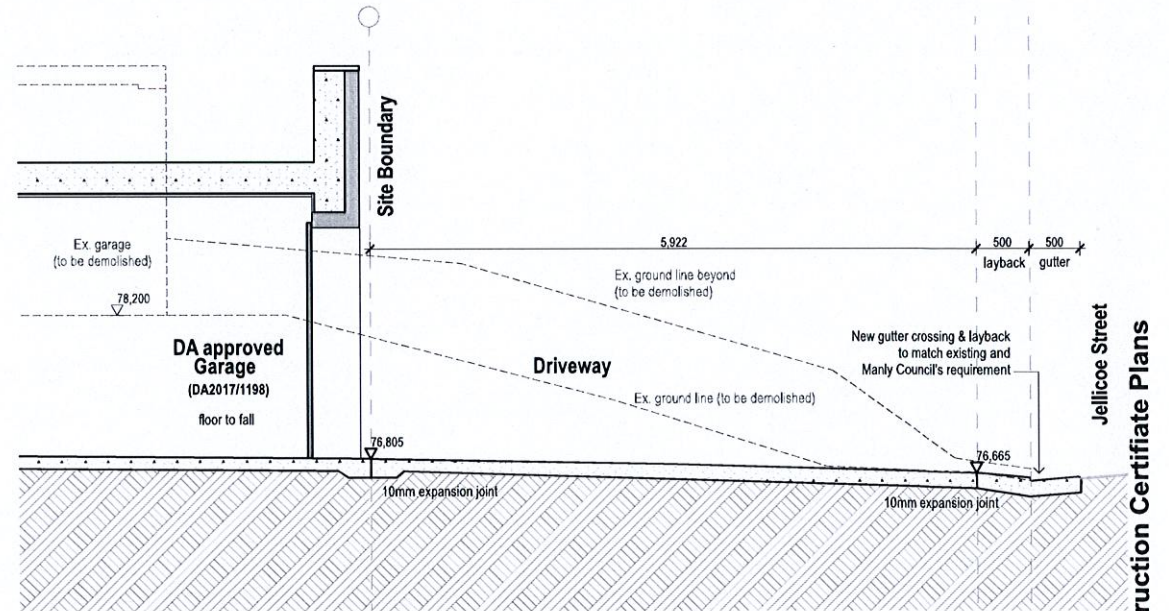 Site Boundary
5,922
500
500
layback
gutter
Ex. garage
(to be demolished)
78,200
Ex. ground line beyond
(to be demolished)
DA approved
Garage
(DA2017/1198)
floor to fall
Driveway
New gutter crossing & layback
to match existing and
Manly Council's requirement
Ex. ground line (to be demolished)
Jellicoe Street
76,805
76,665
10mm expansion joint
10mm expansion joint
ruction Certifiate Plans